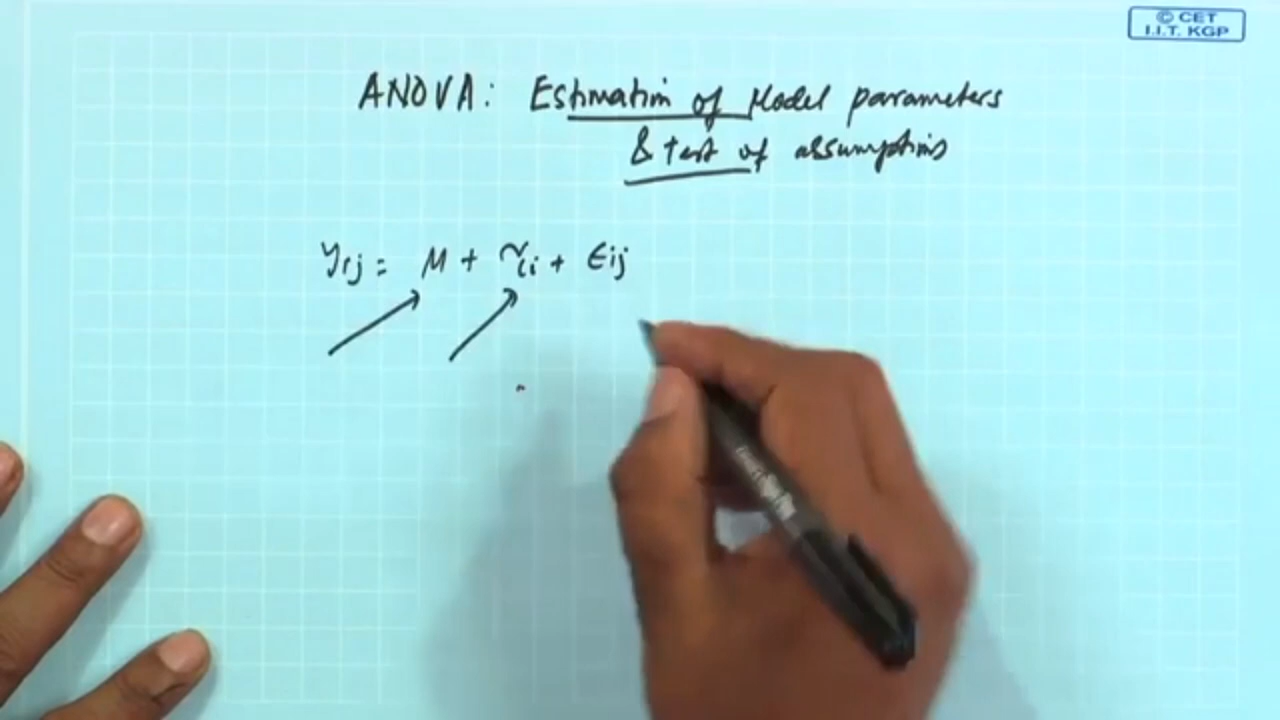 © CET
I.I.T. KGP
ANOVA: Estimation of Model parameters
& test of assumptions
yij = μ + τi + ϵij